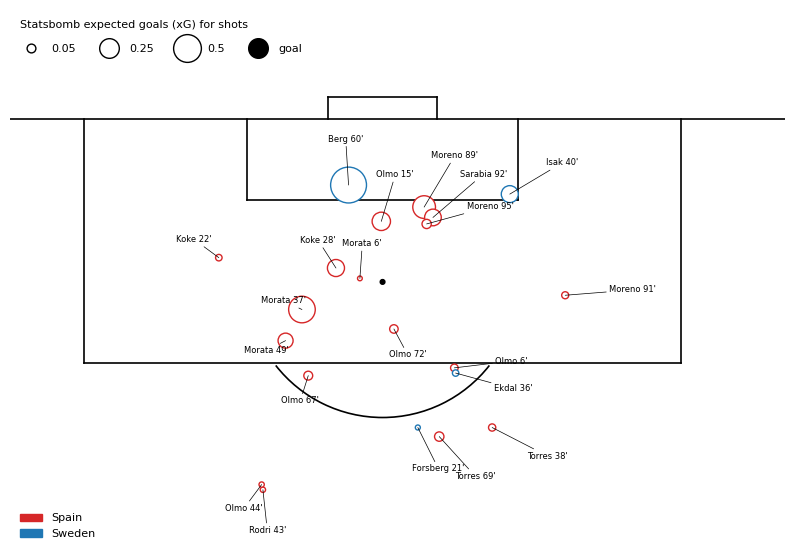 Statsbomb expected goals (xG) for shots
0.05 0.25 0.5 goal
Berg 60'
Moreno 89'
Isak 40'
Olmo 15'
Sarabia 92'
Moreno 95'
Koke 22'
Koke 28'
Morata 6'
Moreno 91'
Morata 37'
Morata 49'
Olmo 72'
Olmo 6'
Ekdal 36'
Olmo 67'
Torres 38'
Forsberg 21'
Torres 69'
Olmo 44'
Rodri 43'
Spain
Sweden